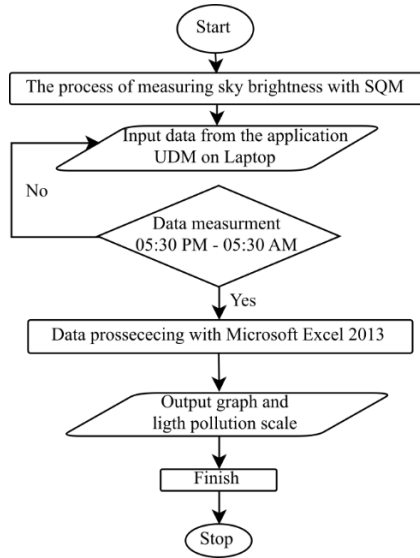 Start
The process of measuring sky brightness with SQM
Input data from the application
UDM on Laptop
No
Data measurment
05:30 PM - 05:30 AM
Yes
Data prossececing with Microsoft Excel 2013
Output graph and
ligth pollution scale
Finish
Stop